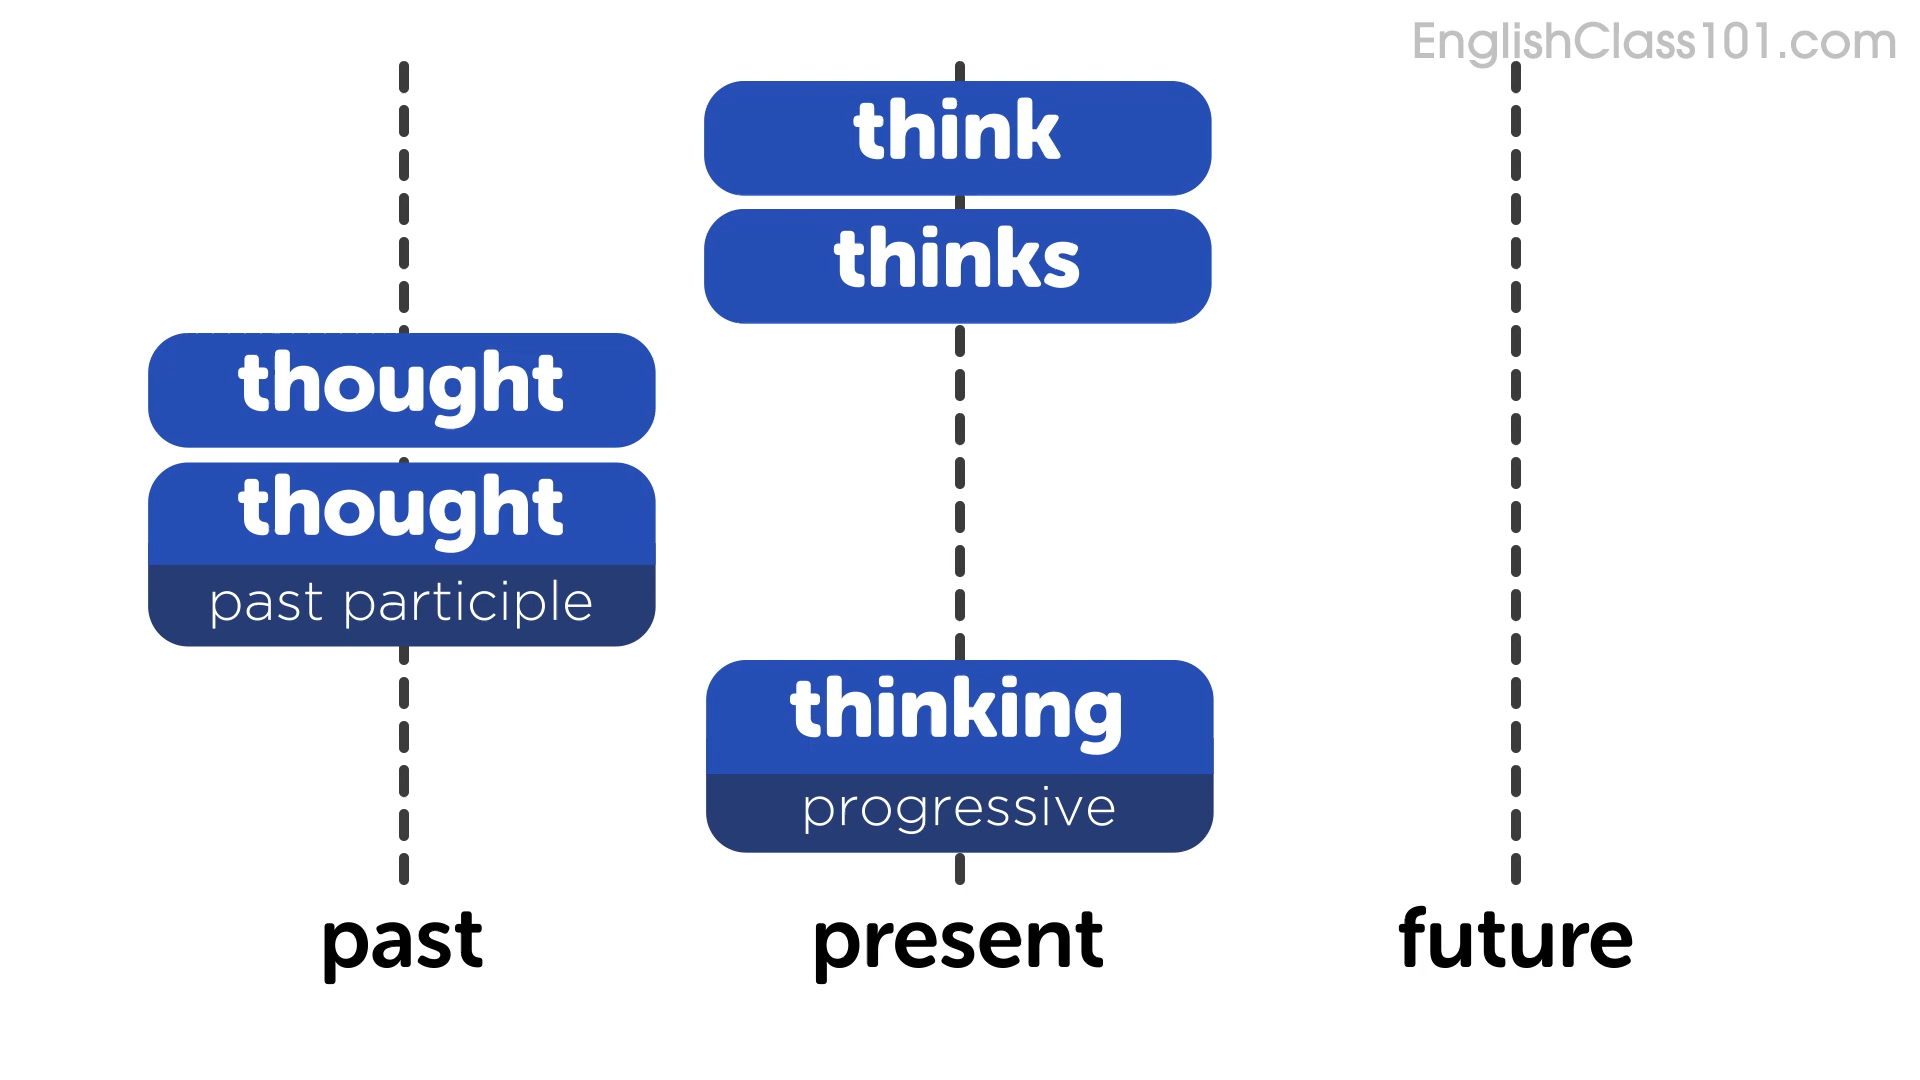 EnglishClass101.com
think
thinks
thought
thought
past participle
thinking
progressive
past
present
future